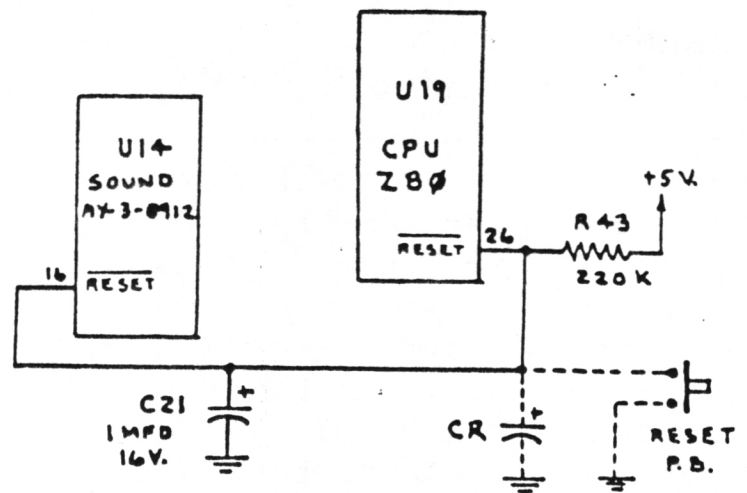 U14
SOUND
AY-3-8912
16
RESET
U19
CPU
Z80
RESET
26
+5V.
R43
220K
C21
+
1MFD
16V.
CR
+
RESET
P.B.